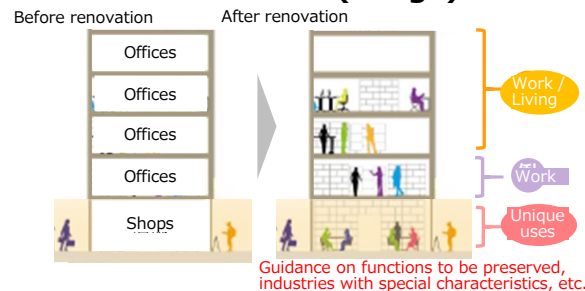 Before renovation
After renovation
Offices
Offices
Offices
Offices
Shops
Work /
Living
Work
Unique
uses
Guidance on functions to be preserved,
industries with special characteristics, etc.